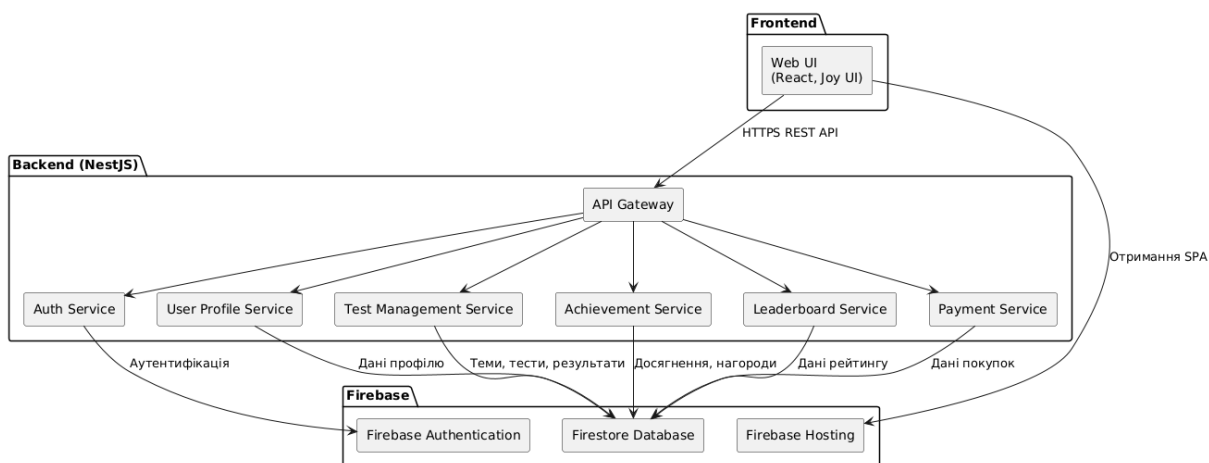 Frontend
Web UI
(React, Joy UI)
HTTPS REST API
Backend (NestJS)
API Gateway
Отримання SPA
Auth Service
User Profile Service
Test Management Service
Achievement Service
Leaderboard Service
Payment Service
Аутентифікація
Дані профілю
Теми, тести, результати
Досягнення, нагороди
Дані рейтингу
Дані покупок
Firebase
Firebase Authentication
Firestore Database
Firebase Hosting